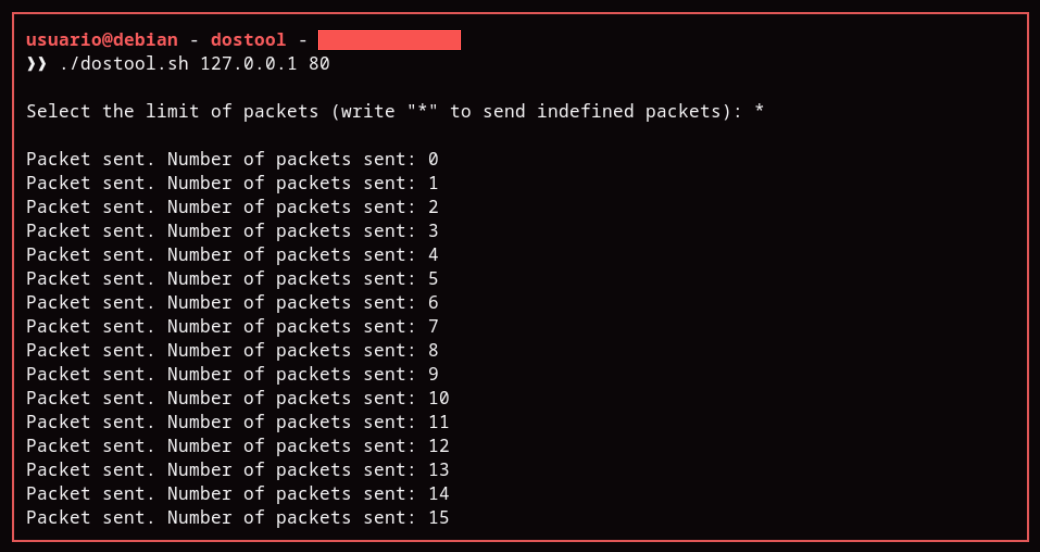 usuario@debian - dostool -
❱❱ ./dostool.sh 127.0.0.1 80
Select the limit of packets (write "*" to send indefined packets): *
Packet sent. Number of packets sent: 0
Packet sent. Number of packets sent: 1
Packet sent. Number of packets sent: 2
Packet sent. Number of packets sent: 3
Packet sent. Number of packets sent: 4
Packet sent. Number of packets sent: 5
Packet sent. Number of packets sent: 6
Packet sent. Number of packets sent: 7
Packet sent. Number of packets sent: 8
Packet sent. Number of packets sent: 9
Packet sent. Number of packets sent: 10
Packet sent. Number of packets sent: 11
Packet sent. Number of packets sent: 12
Packet sent. Number of packets sent: 13
Packet sent. Number of packets sent: 14
Packet sent. Number of packets sent: 15